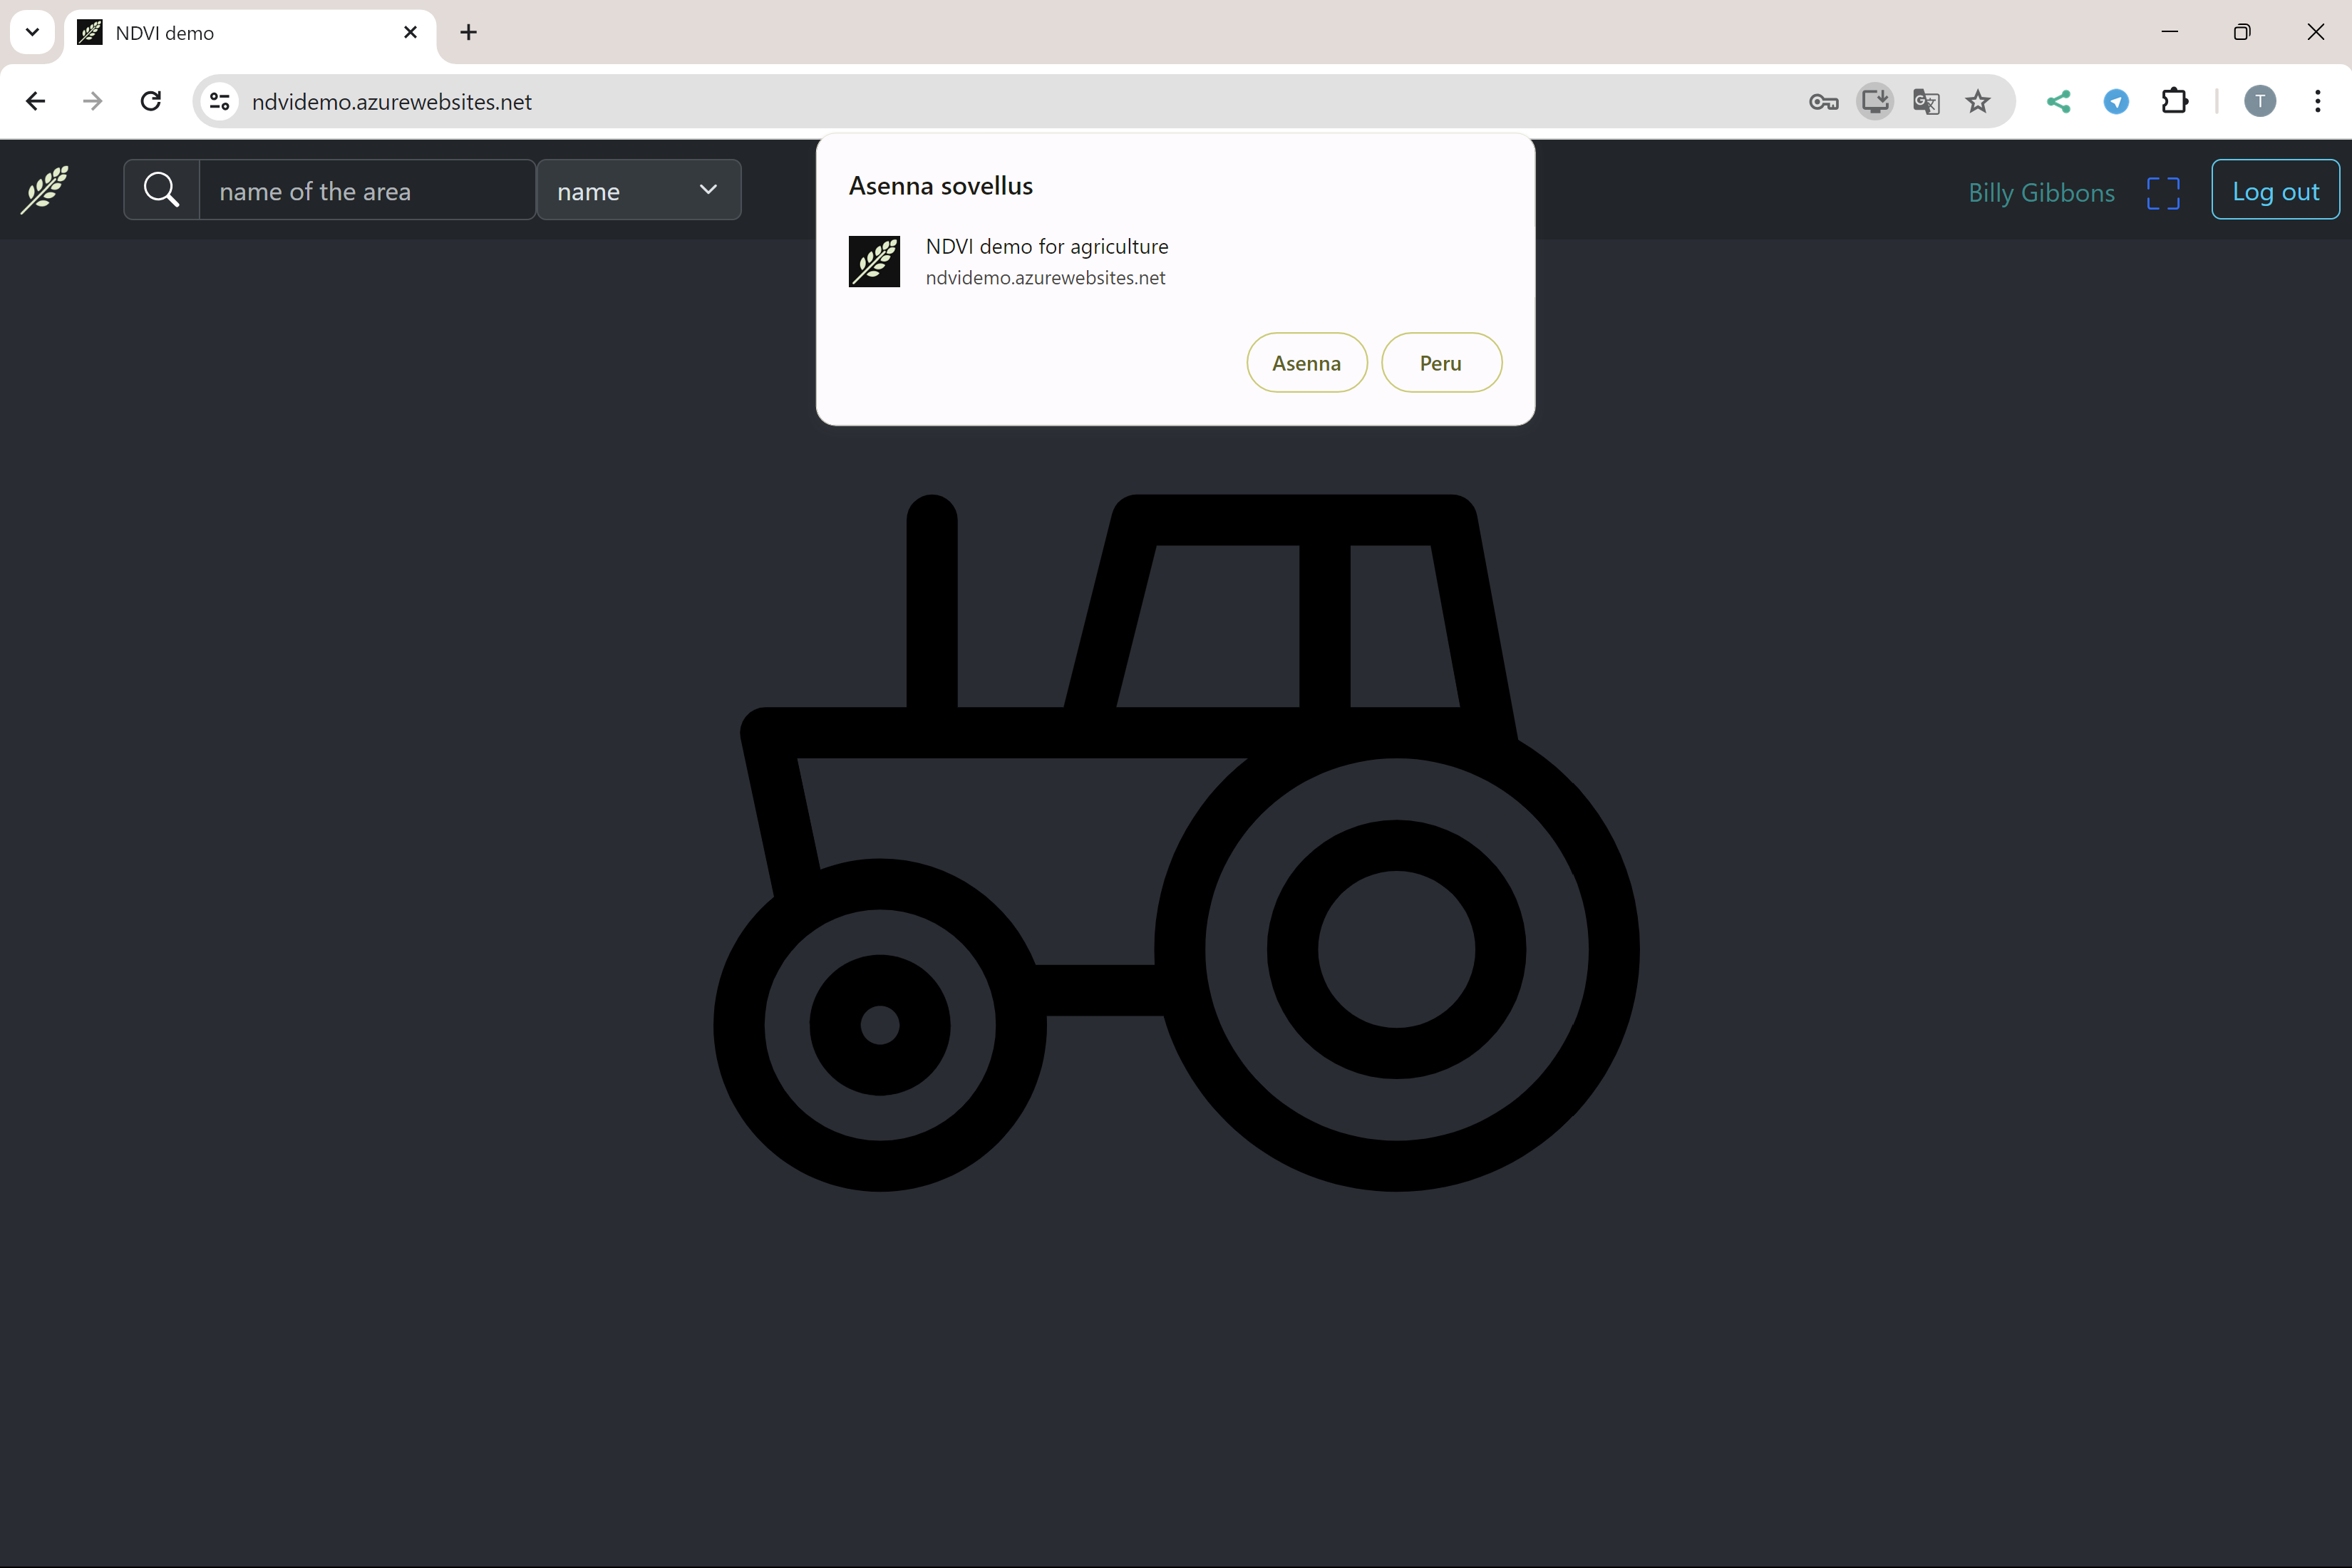 NDVI demo
ndvidemo.azurewebsites.net
T
name of the area
name
Billy Gibbons
Log out
Asenna sovellus
NDVI demo for agriculture
ndvidemo.azurewebsites.net
Asenna
Peru